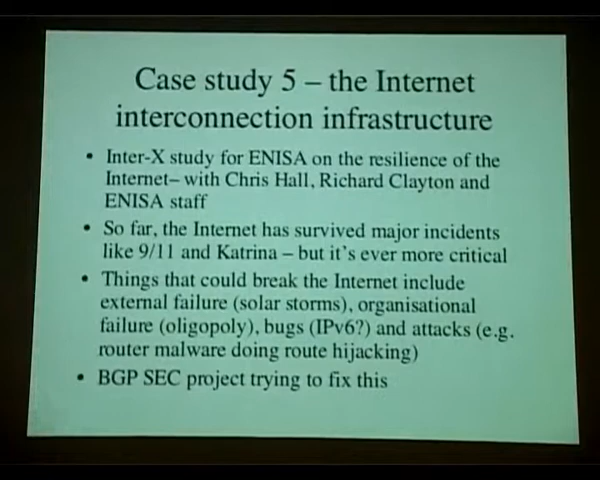 Case study 5 – the Internet
interconnection infrastructure
• Inter-X study for ENISA on the resilience of the
Internet– with Chris Hall, Richard Clayton and
ENISA staff
• So far, the Internet has survived major incidents
like 9/11 and Katrina – but it's ever more critical
• Things that could break the Internet include
external failure (solar storms), organisational
failure (oligopoly), bugs (IPv6?) and attacks (e.g.
router malware doing route hijacking)
• BGP SEC project trying to fix this